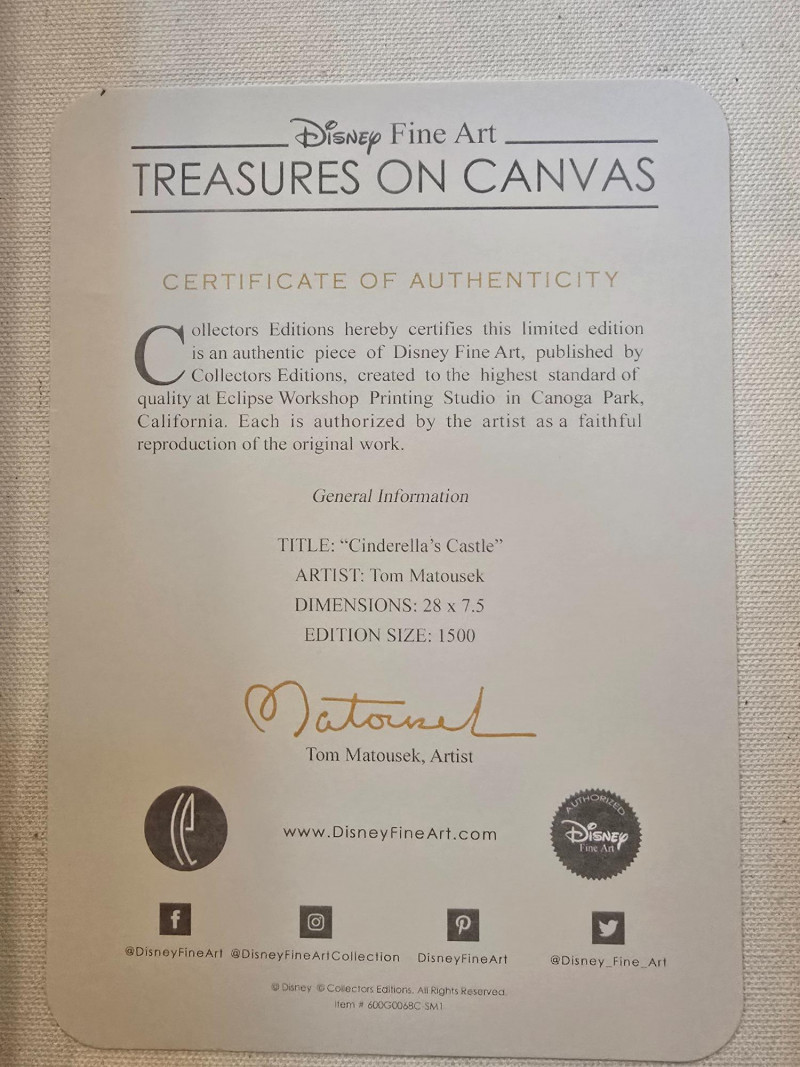 Disney Fine Art
TREASURES ON CANVAS
CERTIFICATE OF AUTHENTICITY
Collectors Editions hereby certifies this limited edition
is an authentic piece of Disney Fine Art, published by
Collectors Editions, created to the highest standard of
quality at Eclipse Workshop Printing Studio in Canoga Park,
California. Each is authorized by the artist as a faithful
reproduction of the original work.
General Information
TITLE: “Cinderella’s Castle”
ARTIST: Tom Matousek
DIMENSIONS: 28 x 7.5
EDITION SIZE: 1500
Matousek
Tom Matousek, Artist
www.DisneyFineArt.com
AUTHORIZED
Disney
Fine Art
@DisneyFineArt @DisneyFineArtCollection DisneyFineArt @Disney_Fine_Art
© Disney © Collectors Editions. All Rights Reserved.
Item # 600G0068C-SM1